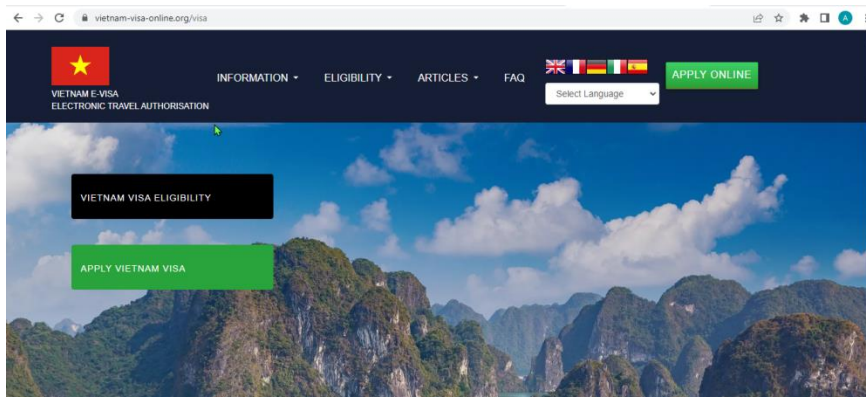 vietnam-visa-online.org/visa
A
INFORMATION
ELIGIBILITY
ARTICLES
FAQ
APPLY ONLINE
Select Language
VIETNAM E-VISA
ELECTRONIC TRAVEL AUTHORISATION
VIETNAM VISA ELIGIBILITY
APPLY VIETNAM VISA